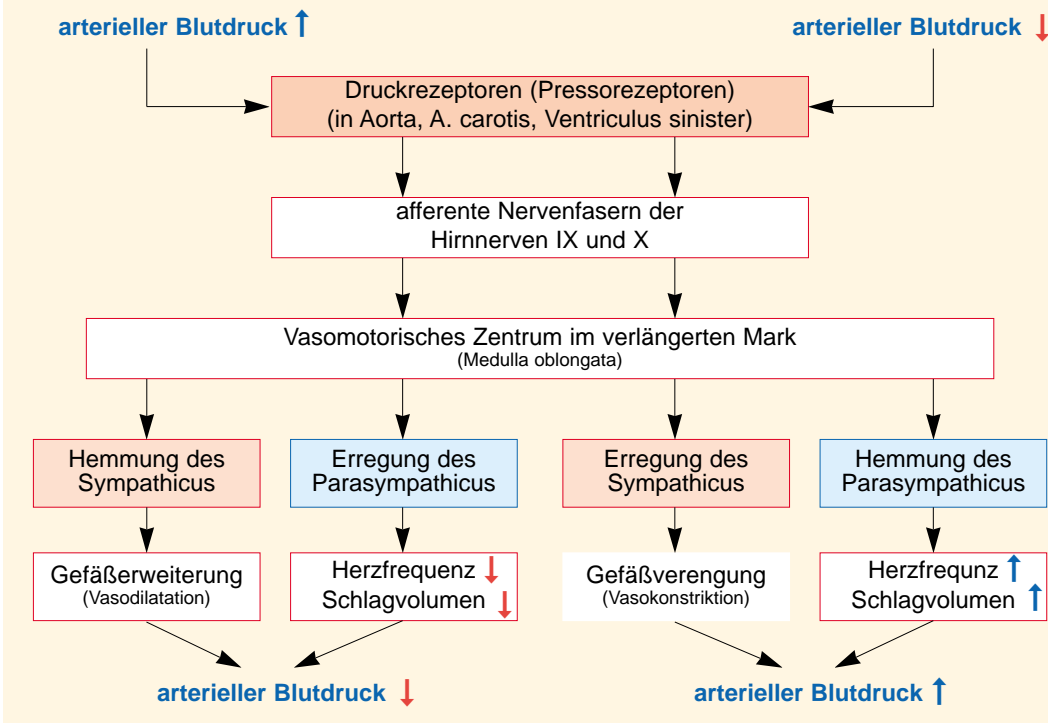 arterieller Blutdruck ↑
arterieller Blutdruck ↓
Druckrezeptoren (Pressorezeptoren)
(in Aorta, A. carotis, Ventriculus sinister)
afferente Nervenfasern der
Hirnnerven IX und X
Vasomotorisches Zentrum im verlängerten Mark
(Medulla oblongata)
Hemmung des
Sympathicus
Erregung des
Parasympathicus
Erregung des
Sympathicus
Hemmung des
Parasympathicus
Gefäßerweiterung
(Vasodilatation)
Herzfrequenz ↓
Schlagvolumen ↓
Gefäßverengung
(Vasokonstriktion)
Herzfrequnz ↑
Schlagvolumen ↑
arterieller Blutdruck ↓
arterieller Blutdruck ↑